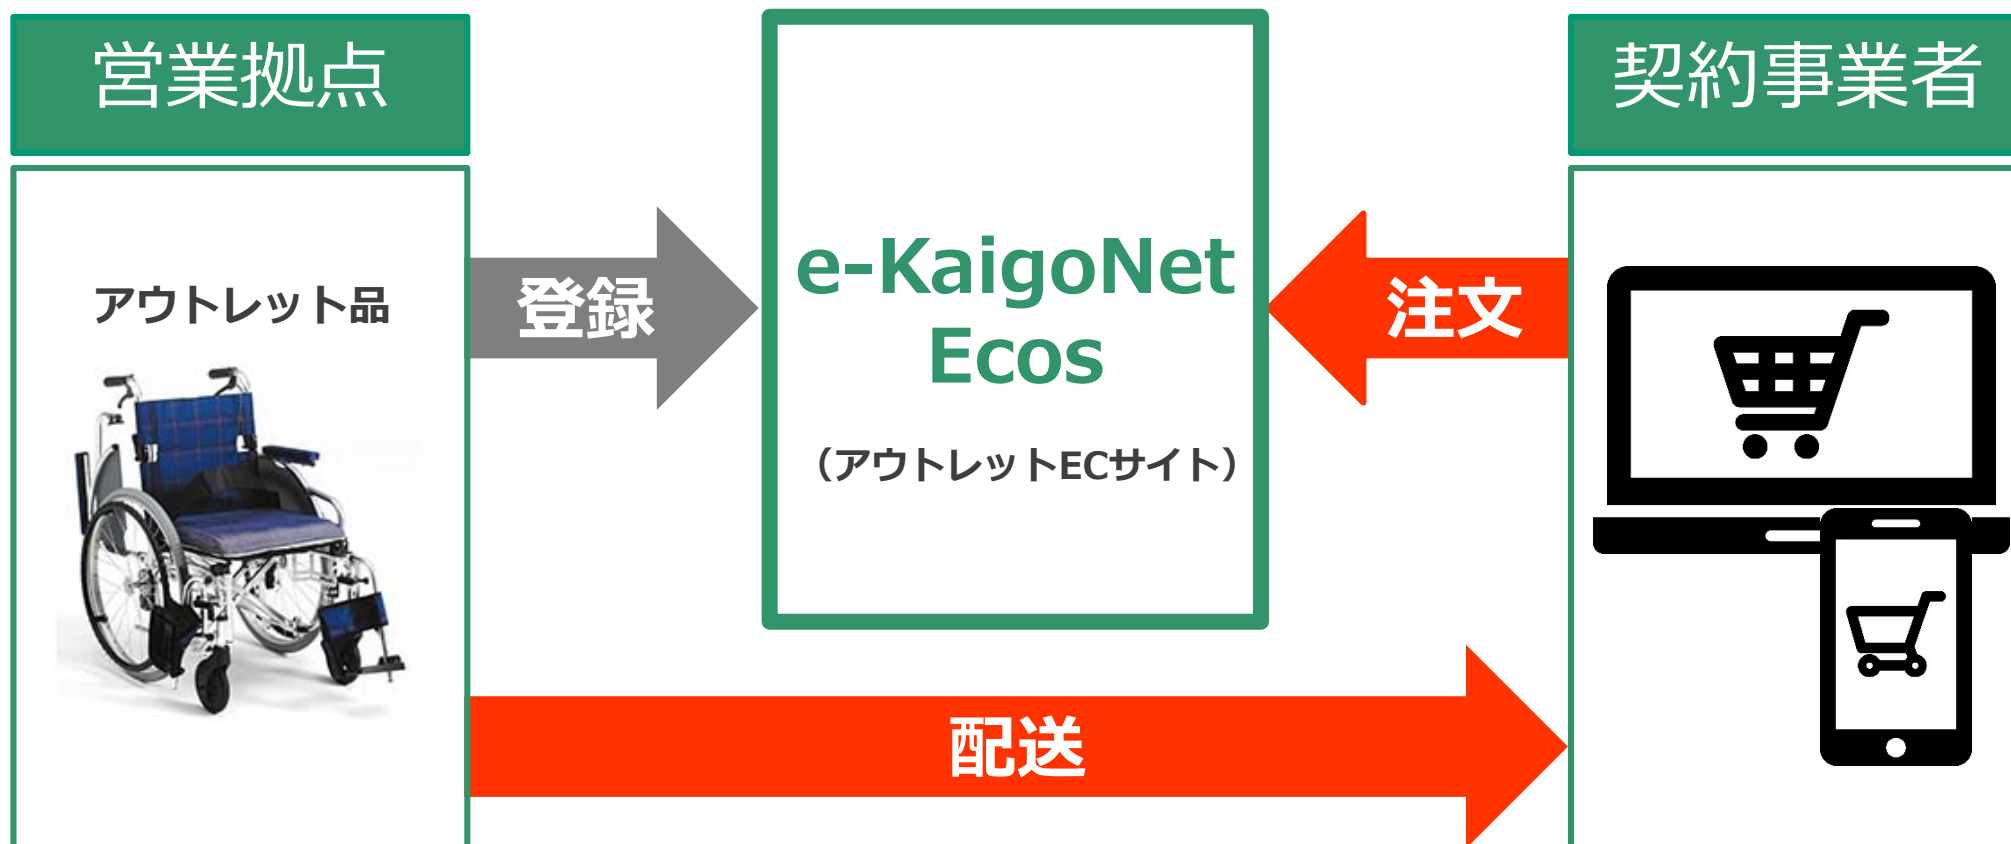 営業拠点
契約事業者
アウトレット品
登録
e-KaigoNet
Ecos
（アウトレットECサイト）
注文
配送